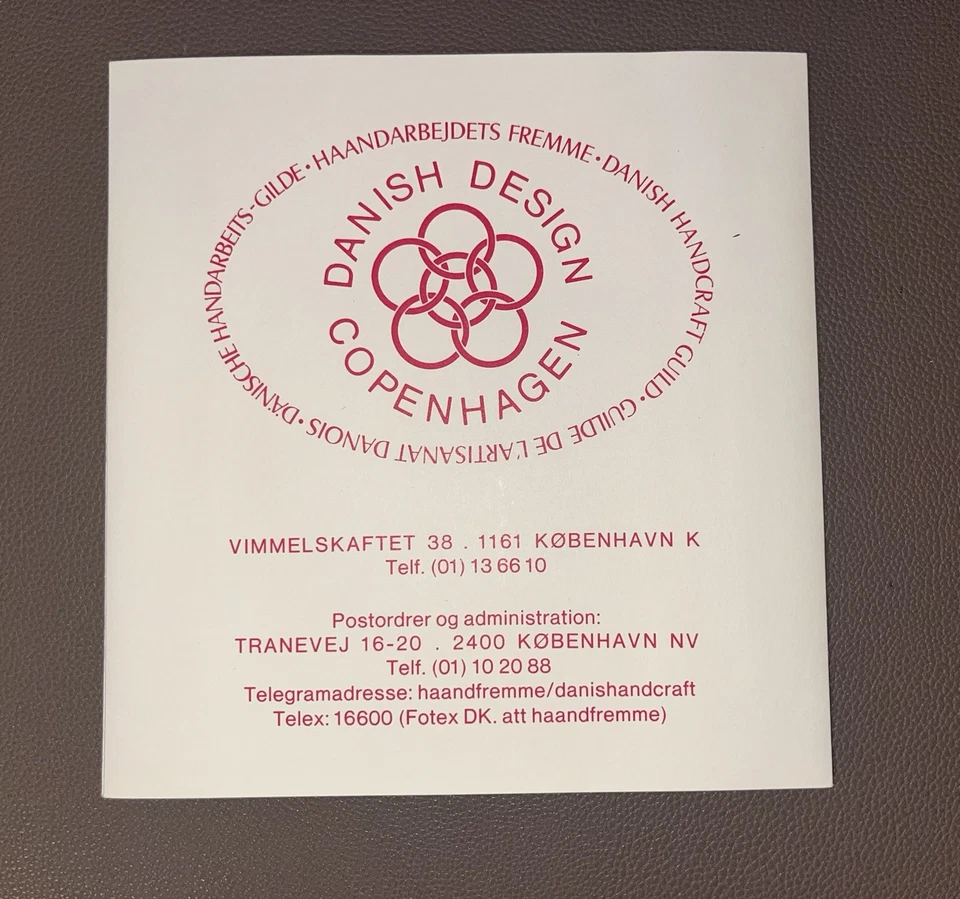 HAANDARBEJDETS FREMME · DANISH HANDCRAFT GUILD · GUILDE DE L'ARTISANAT DANOIS · DÄNISCHE HANDARBEITS-GILDE ·
DANISH DESIGN
COPENHAGEN
VIMMELSKAFTET 38 . 1161 KØBENHAVN K
Telf. (01) 13 66 10
Postordrer og administration:
TRANEVEJ 16-20 . 2400 KØBENHAVN NV
Telf. (01) 10 20 88
Telegramadresse: haandfremme/danishandcraft
Telex: 16600 (Fotex DK. att haandfremme)